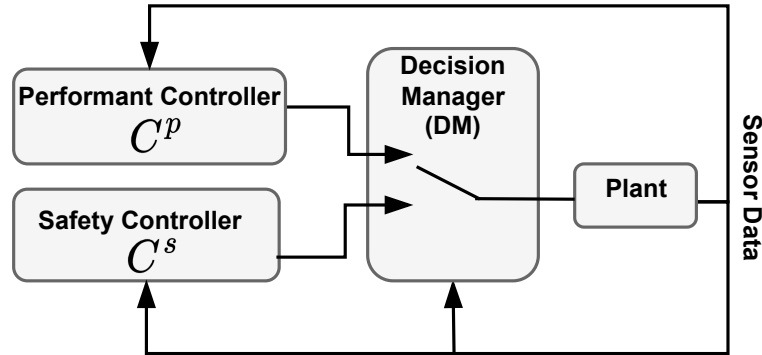 Performant Controller
C^p
Safety Controller
C^s
Decision
Manager
(DM)
Plant
Sensor Data